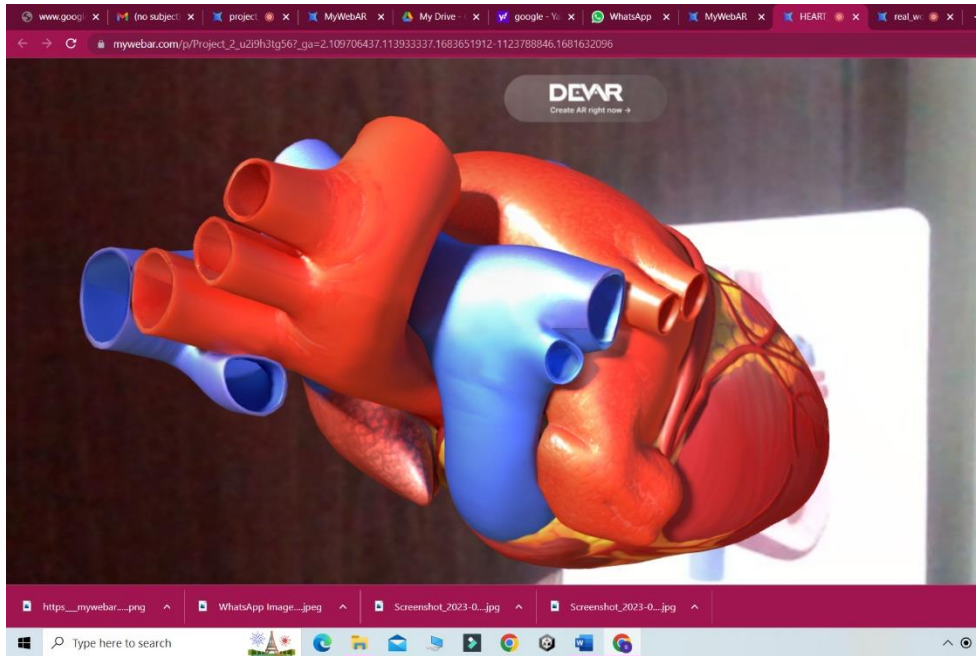 www.googl
(no subject
project
MyWebAR
My Drive -
google - Ya
WhatsApp
MyWebAR
HEART
real_wo
mywebar.com/p/Project_2_u2i9h3tg56?_ga=2.109706437.113933337.1683651912-1123788846.1681632096
DEVAR
Create AR right now →
https__mywebar.....png
WhatsApp Image....jpeg
Screenshot_2023-0....jpg
Screenshot_2023-0....jpg
Type here to search